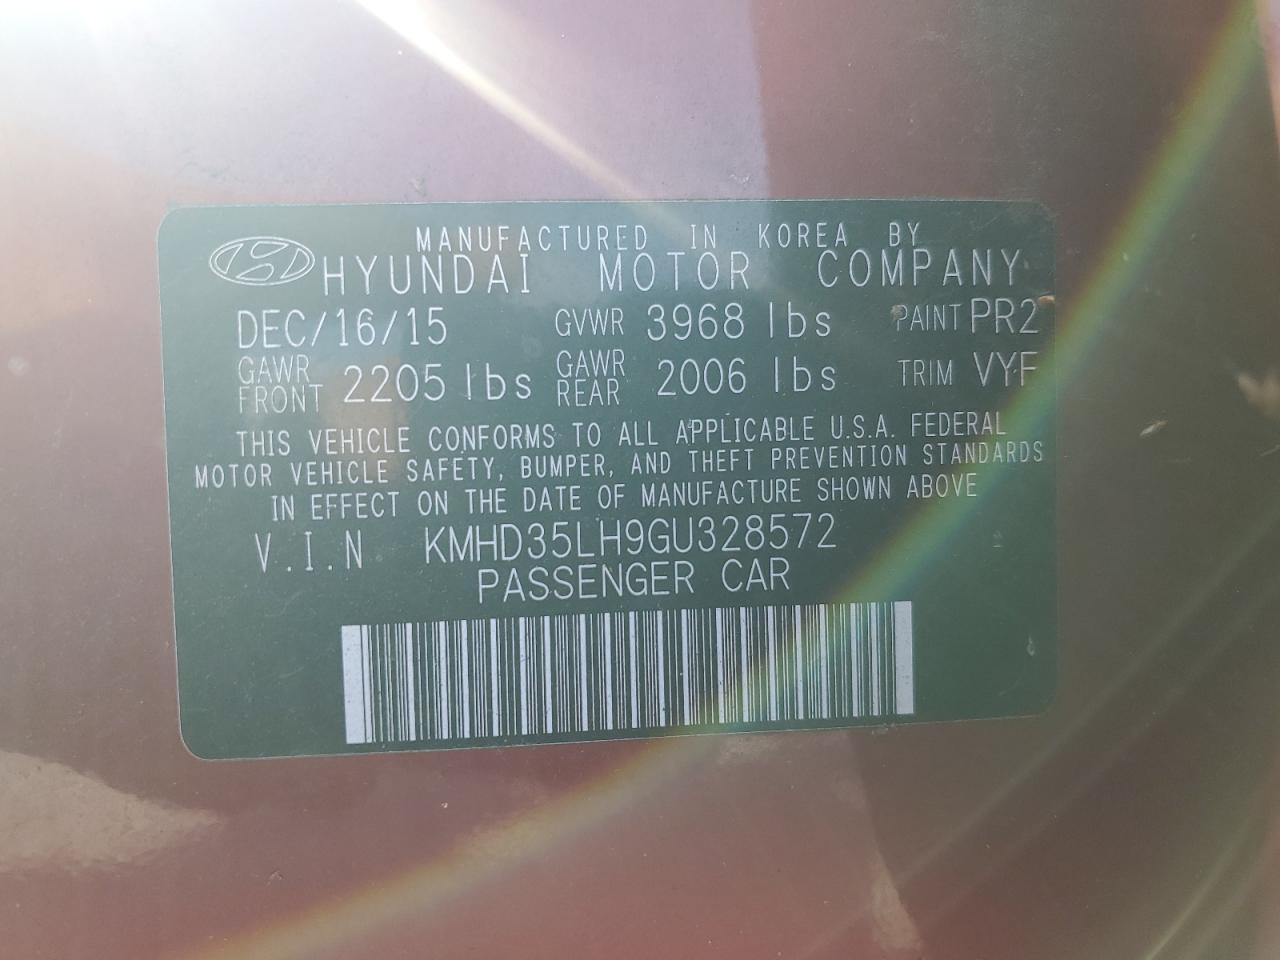 MANUFACTURED IN KOREA BY
HYUNDAI MOTOR COMPANY
DEC/16/15 GVWR 3968 lbs PAINT PR2
GAWR FRONT 2205 lbs GAWR REAR 2006 lbs TRIM VYF
THIS VEHICLE CONFORMS TO ALL APPLICABLE U.S.A. FEDERAL
MOTOR VEHICLE SAFETY, BUMPER, AND THEFT PREVENTION STANDARDS
IN EFFECT ON THE DATE OF MANUFACTURE SHOWN ABOVE
V.I.N KMHD35LH9GU328572
PASSENGER CAR